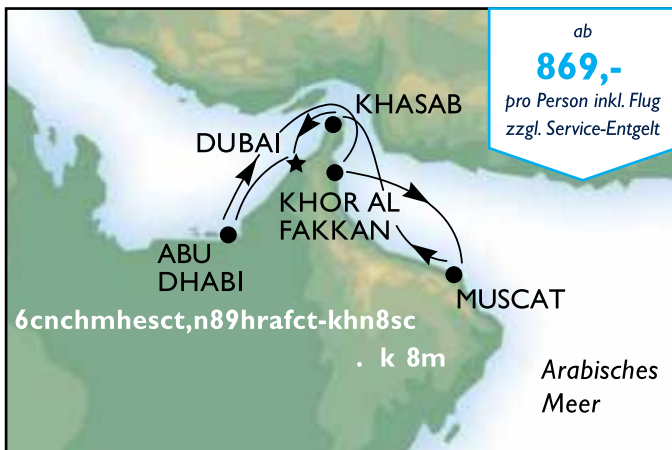 ab
869,-
pro Person inkl. Flug
zzgl. Service-Entgelt
KHASAB
DUBAI
KHOR AL
FAKKAN
ABU
DHABI
MUSCAT
6cnchmhesct,n89hrafct-khn8sc
. k 8m
Arabisches
Meer